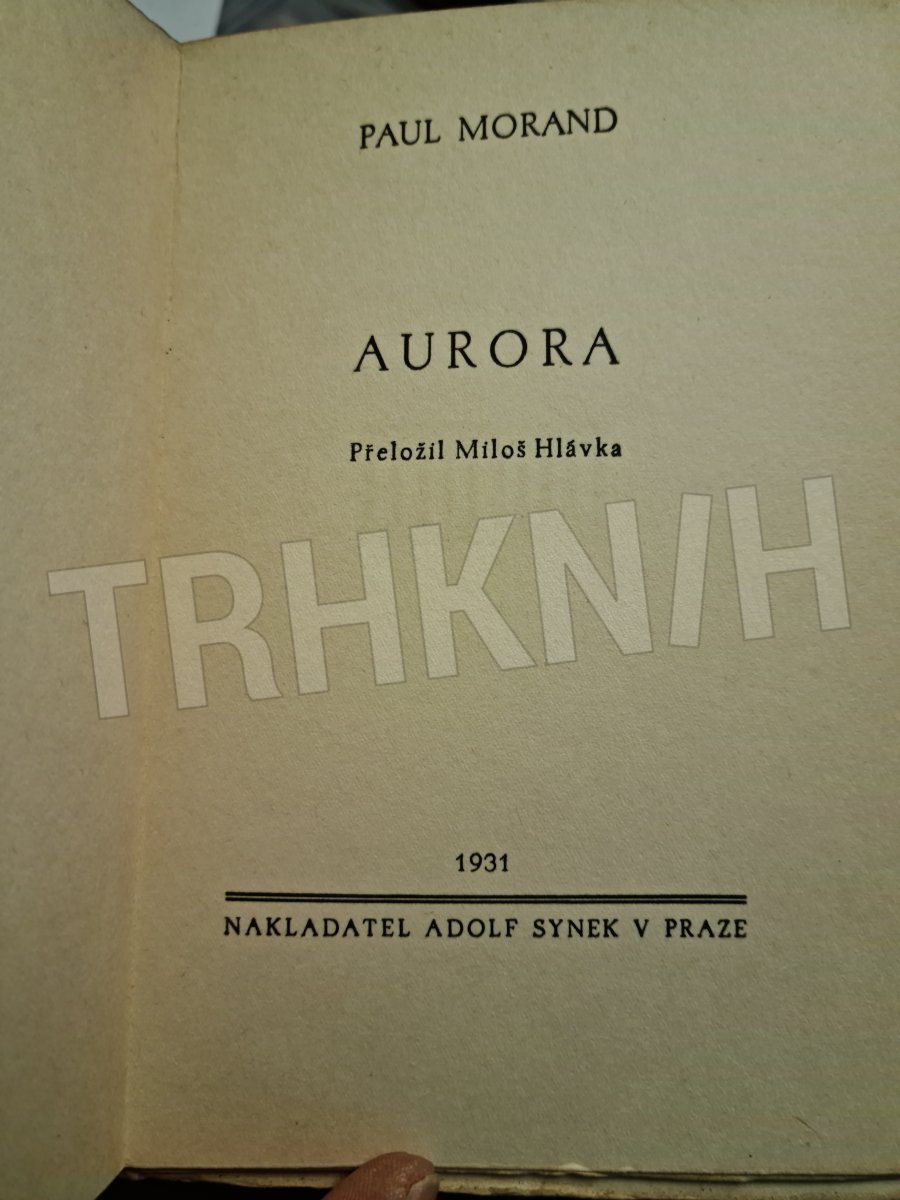 PAUL MORAND
AURORA
Přeložil Miloš Hlávka
TRHKNIH
1931
NAKLADATEL ADOLF SYNEK V PRAZE